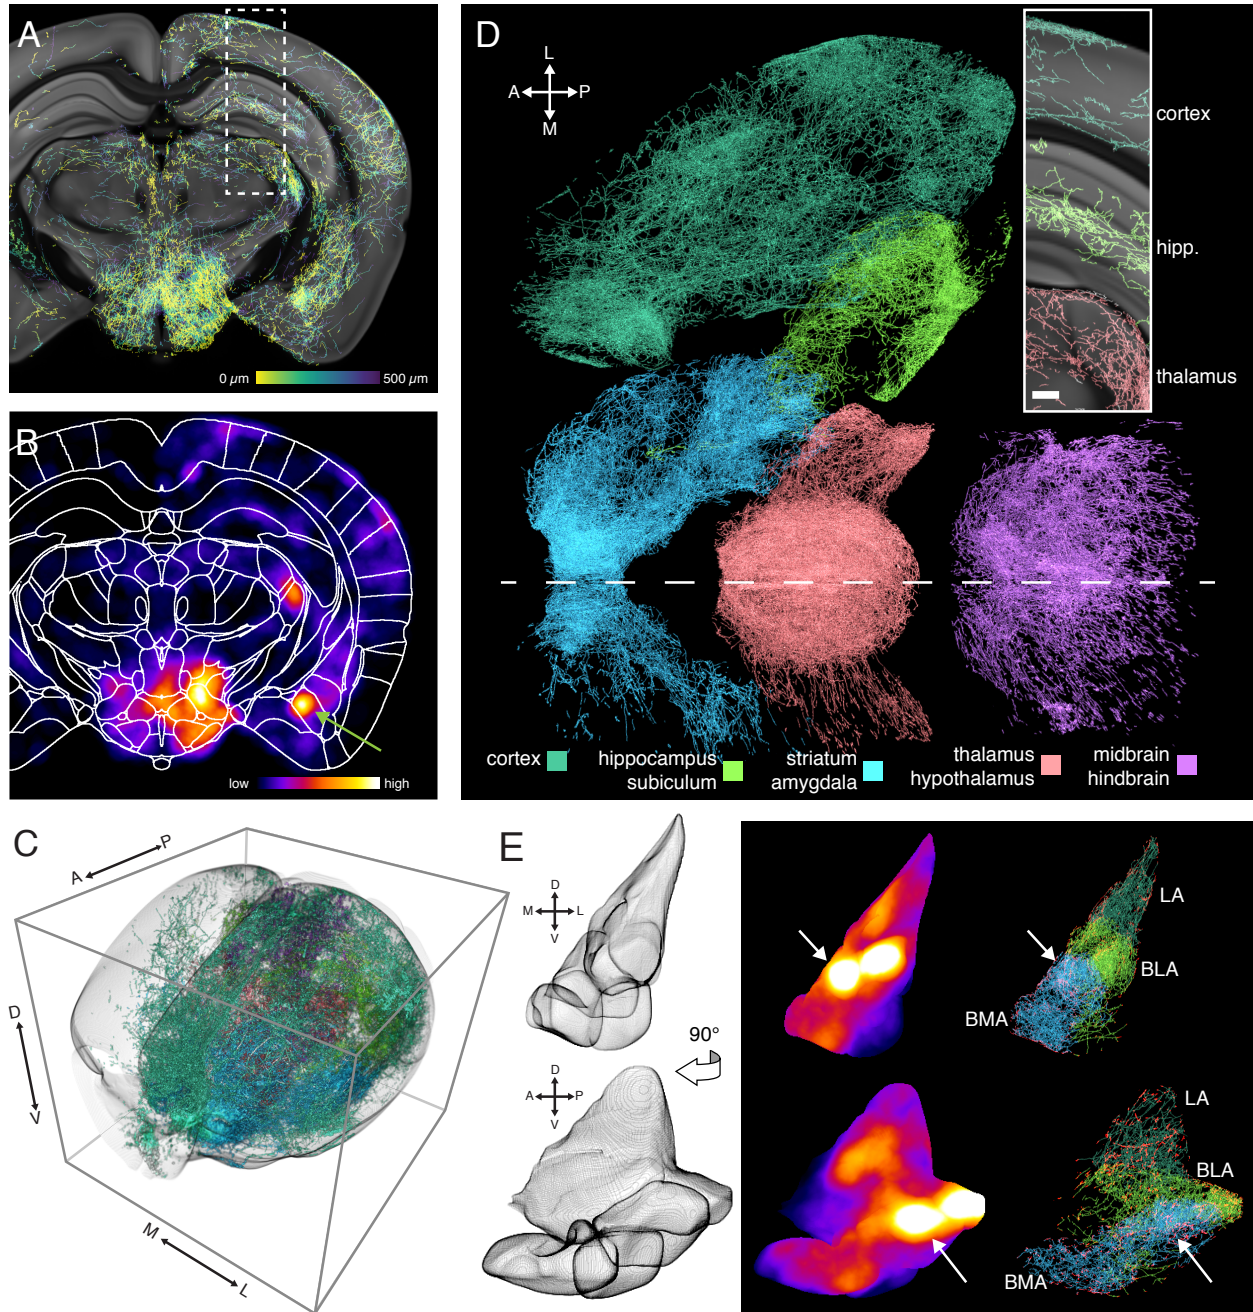 A
0 µm
500 µm
B
low
high
C
A
P
D
V
M
L
D
L
A
P
M
cortex
hipp.
thalamus
cortex
hippocampus
subiculum
striatum
amygdala
thalamus
hypothalamus
midbrain
hindbrain
E
D
M
L
V
90°
D
A
P
V
LA
BLA
BMA
LA
BLA
BMA